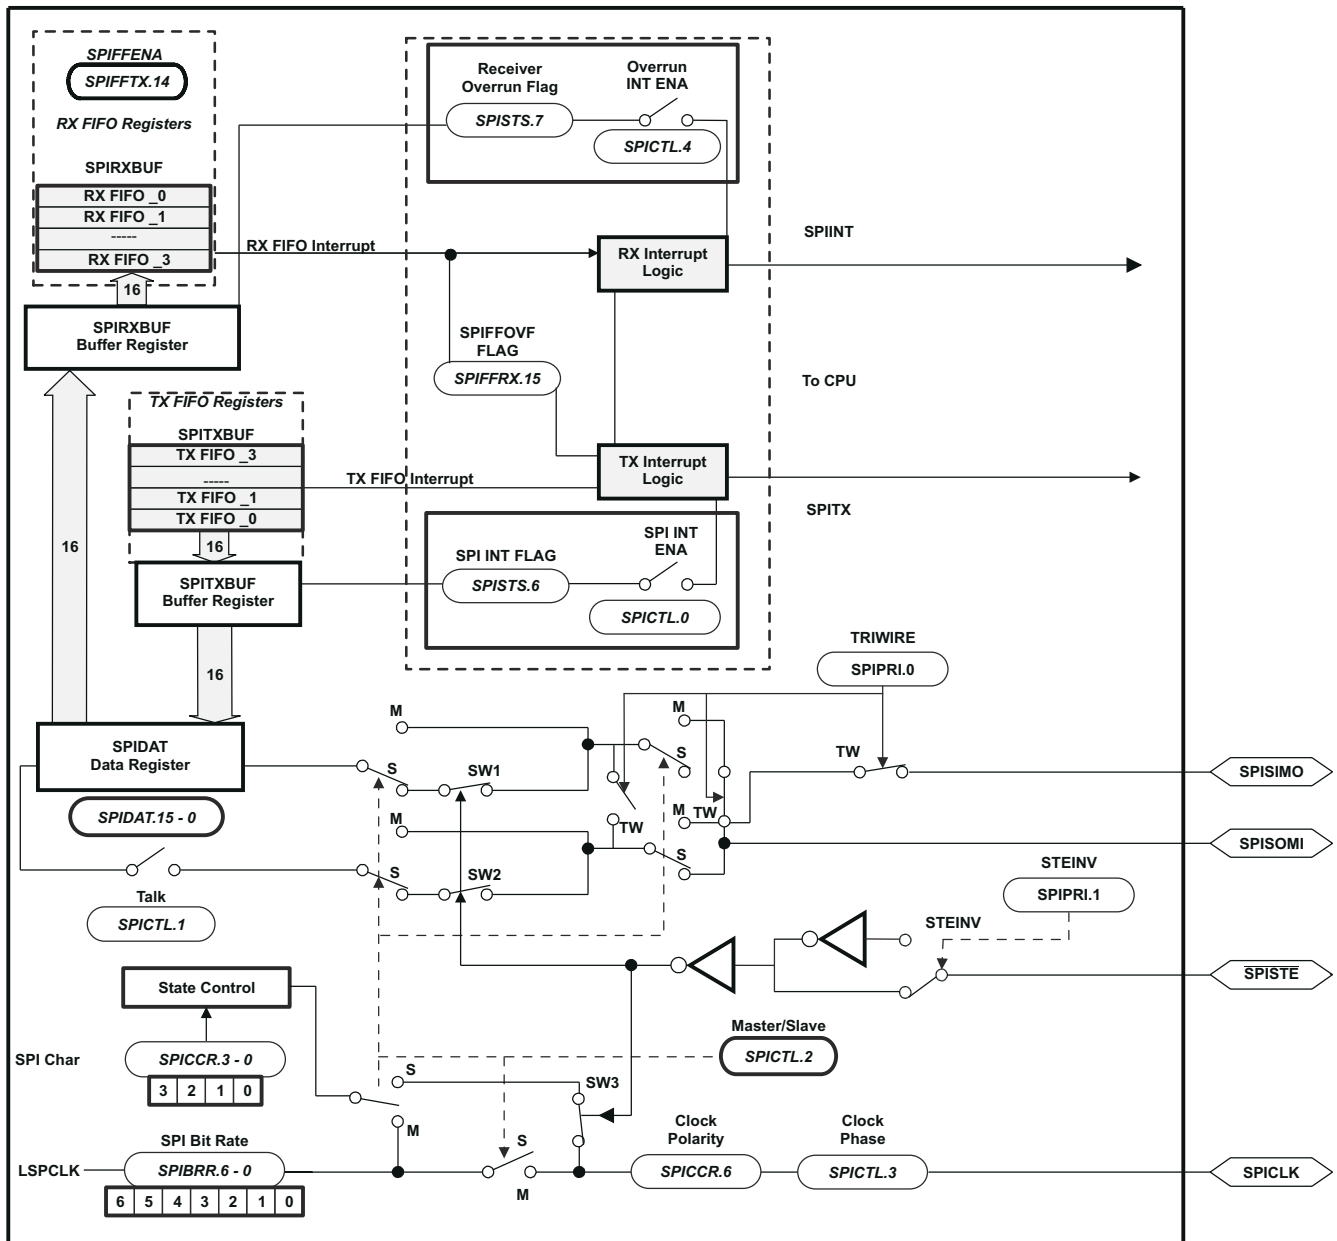 SPIFFENA
SPIFFTX.14
RX FIFO Registers
SPIRXBUF
RX FIFO _0
RX FIFO _1
-----
RX FIFO _3
16
SPIRXBUF
Buffer Register
Receiver
Overrun Flag
SPISTS.7
Overrun
INT ENA
SPICTL.4
RX FIFO Interrupt
RX Interrupt
Logic
SPIINT
SPIFFOVF
FLAG
SPIFFRX.15
To CPU
TX FIFO Registers
SPITXBUF
TX FIFO _3
-----
TX FIFO _1
TX FIFO _0
TX FIFO Interrupt
TX Interrupt
Logic
SPITX
16
16
SPITXBUF
Buffer Register
SPI INT FLAG
SPISTS.6
SPI INT
ENA
SPICTL.0
16
TRIWIRE
SPIPRI.0
SPIDAT
Data Register
SPIDAT.15 - 0
M
S
SW1
M
S
TW
M
S
SW2
TW
M
TW
S
SPISIMO
SPISOMI
Talk
SPICTL.1
STEINV
SPIPRI.1
STEINV
SPISTE
State Control
Master/Slave
SPICTL.2
SPI Char
SPICCR.3 - 0
3 2 1 0
S
M
SW3
SPI Bit Rate
LSPCLK
SPIBRR.6 - 0
6 5 4 3 2 1 0
S
M
Clock
Polarity
SPICCR.6
Clock
Phase
SPICTL.3
SPICLK